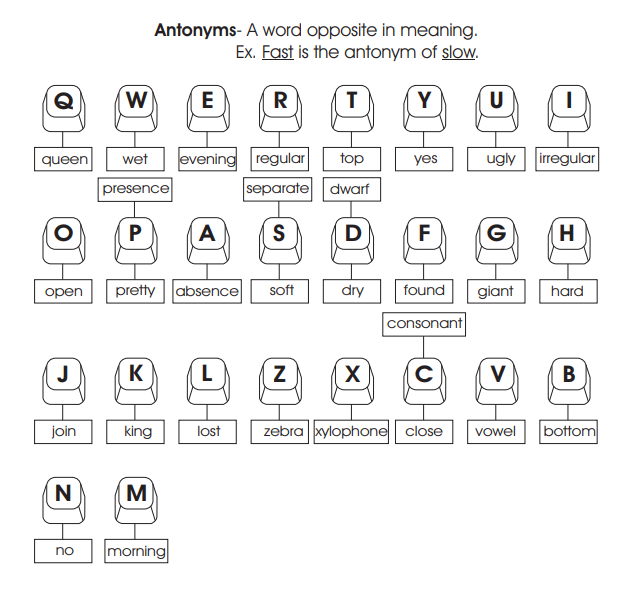 Antonyms- A word opposite in meaning.
Ex. Fast is the antonym of slow.
Q W E R T Y U I
queen wet evening regular top yes ugly irregular
presence separate dwarf
O P A S D F G H
open pretty absence soft dry found giant hard
consonant
J K L Z X C V B
join king lost zebra xylophone close vowel bottom
N M
no morning